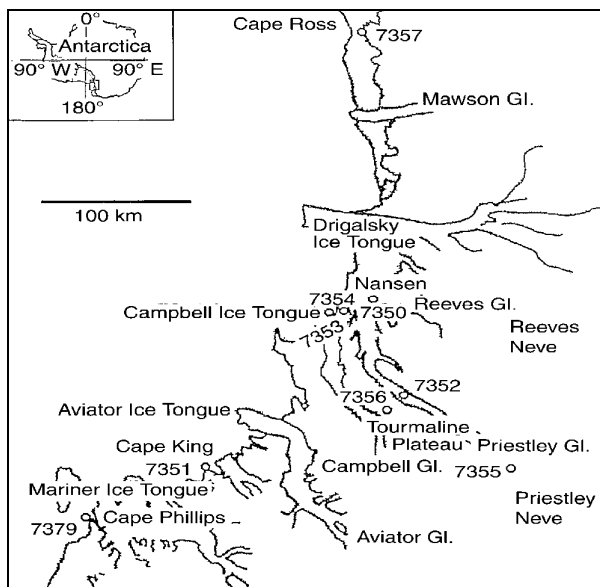 0°
Antarctica
90° W 90° E
180°
Cape Ross
7357
Mawson Gl.
100 km
Drigalsky
Ice Tongue
Nansen
7354
Campbell Ice Tongue
7350
Reeves Gl.
7353
Reeves
Neve
7352
7356
Aviator Ice Tongue
Tourmaline
Plateau
Priestley Gl.
Cape King
7351
Campbell Gl.
7355
Mariner Ice Tongue
Priestley
Neve
7379
Cape Phillips
Aviator Gl.